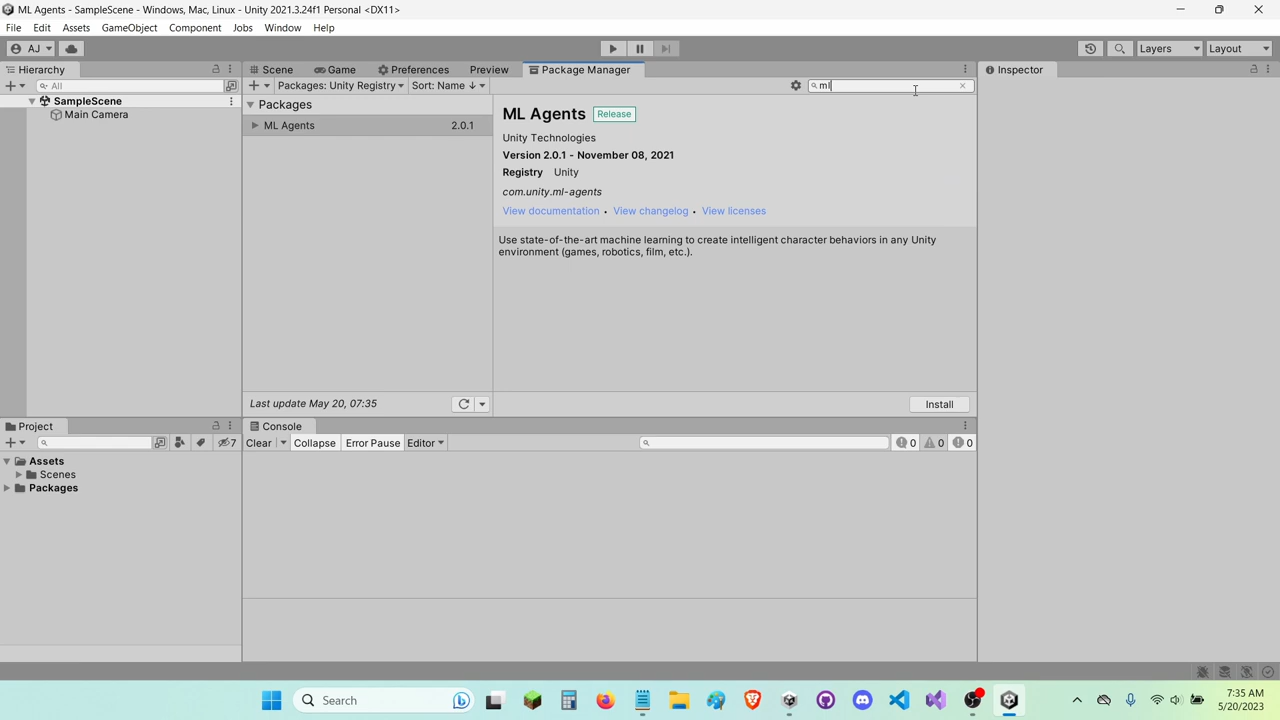 ML Agents - SampleScene - Windows, Mac, Linux - Unity 2021.3.24f1 Personal <DX11>
File Edit Assets GameObject Component Jobs Window Help
AJ Layers Layout
Hierarchy Scene Game Preferences Preview Package Manager Inspector
All Packages: Unity Registry Sort: Name ↓ ml
SampleScene
Main Camera
Packages
ML Agents 2.0.1
ML Agents Release
Unity Technologies
Version 2.0.1 - November 08, 2021
Registry Unity
com.unity.ml-agents
View documentation • View changelog • View licenses
Use state-of-the-art machine learning to create intelligent character behaviors in any Unity
environment (games, robotics, film, etc.).
Last update May 20, 07:35 Install
Project Console
7 Clear Collapse Error Pause Editor 0 0 0
Assets
Scenes
Packages
Search
7:35 AM
5/20/2023